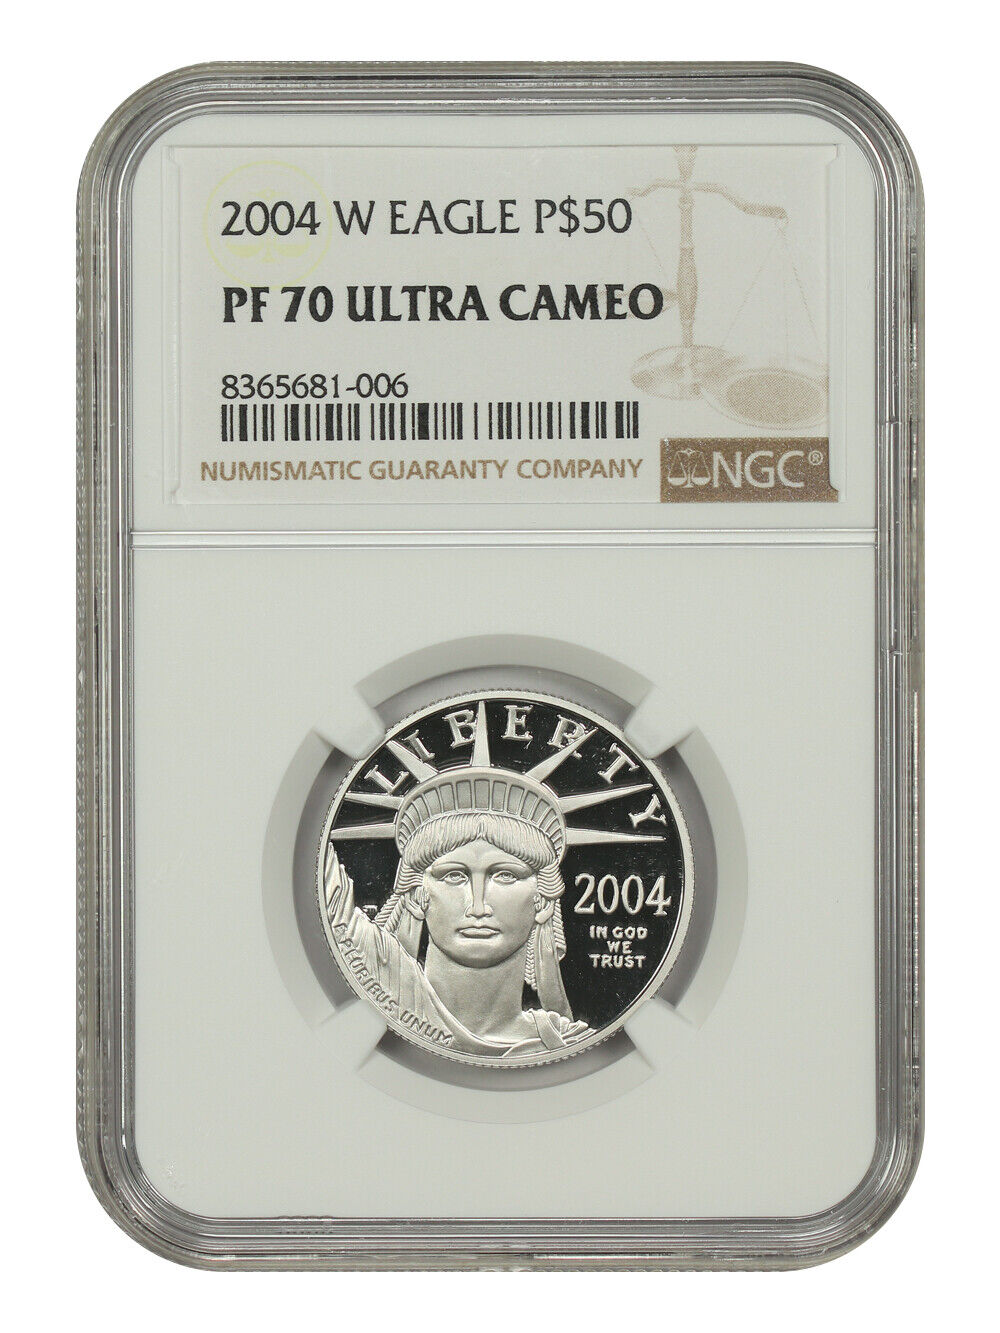 2004 W EAGLE P$50
PF 70 ULTRA CAMEO
8365681-006
NUMISMATIC GUARANTY COMPANY
NGC®
LIBERTY
2004
IN GOD
WE
TRUST
E PLURIBUS UNUM